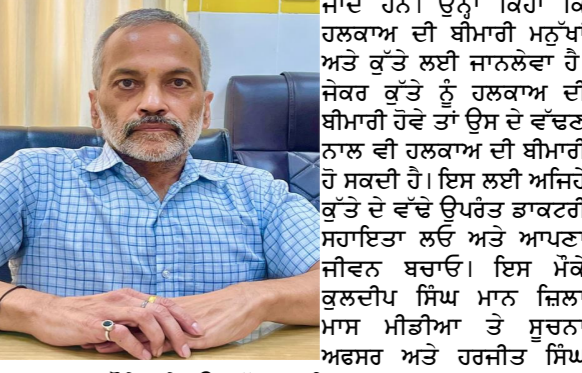 ਜਾਂਦੇ ਹਨ। ਉਨ੍ਹਾਂ ਕਿਹਾ ਕਿ
ਹਲਕਾਅ ਦੀ ਬੀਮਾਰੀ ਮਨੁੱਖਾਂ
ਅਤੇ ਕੁੱਤੇ ਲਈ ਜਾਨਲੇਵਾ ਹੈ
ਜੇਕਰ ਕੁੱਤੇ ਨੂੰ ਹਲਕਾਅ ਦੀ
ਬੀਮਾਰੀ ਹੋਵੇ ਤਾਂ ਉਸ ਦੇ ਵੱਢਣ
ਨਾਲ ਵੀ ਹਲਕਾਅ ਦੀ ਬੀਮਾਰੀ
ਹੋ ਸਕਦੀ ਹੈ। ਇਸ ਲਈ ਅਜਿਹੇ
ਕੁੱਤੇ ਦੇ ਵੱਢੇ ਉਪਰੰਤ ਡਾਕਟਰੀ
ਸਹਾਇਤਾ ਲਓ ਅਤੇ ਆਪਣਾ
ਜੀਵਨ ਬਚਾਓ। ਇਸ ਮੌਕੇ
ਕੁਲਦੀਪ ਸਿੰਘ ਮਾਨ ਜ਼ਿਲਾ
ਮਾਸ ਮੀਡੀਆ ਤੇ ਸੂਚਨਾ
ਅਫਸਰ ਅਤੇ ਹਰਜੀਤ ਸਿੰਘ